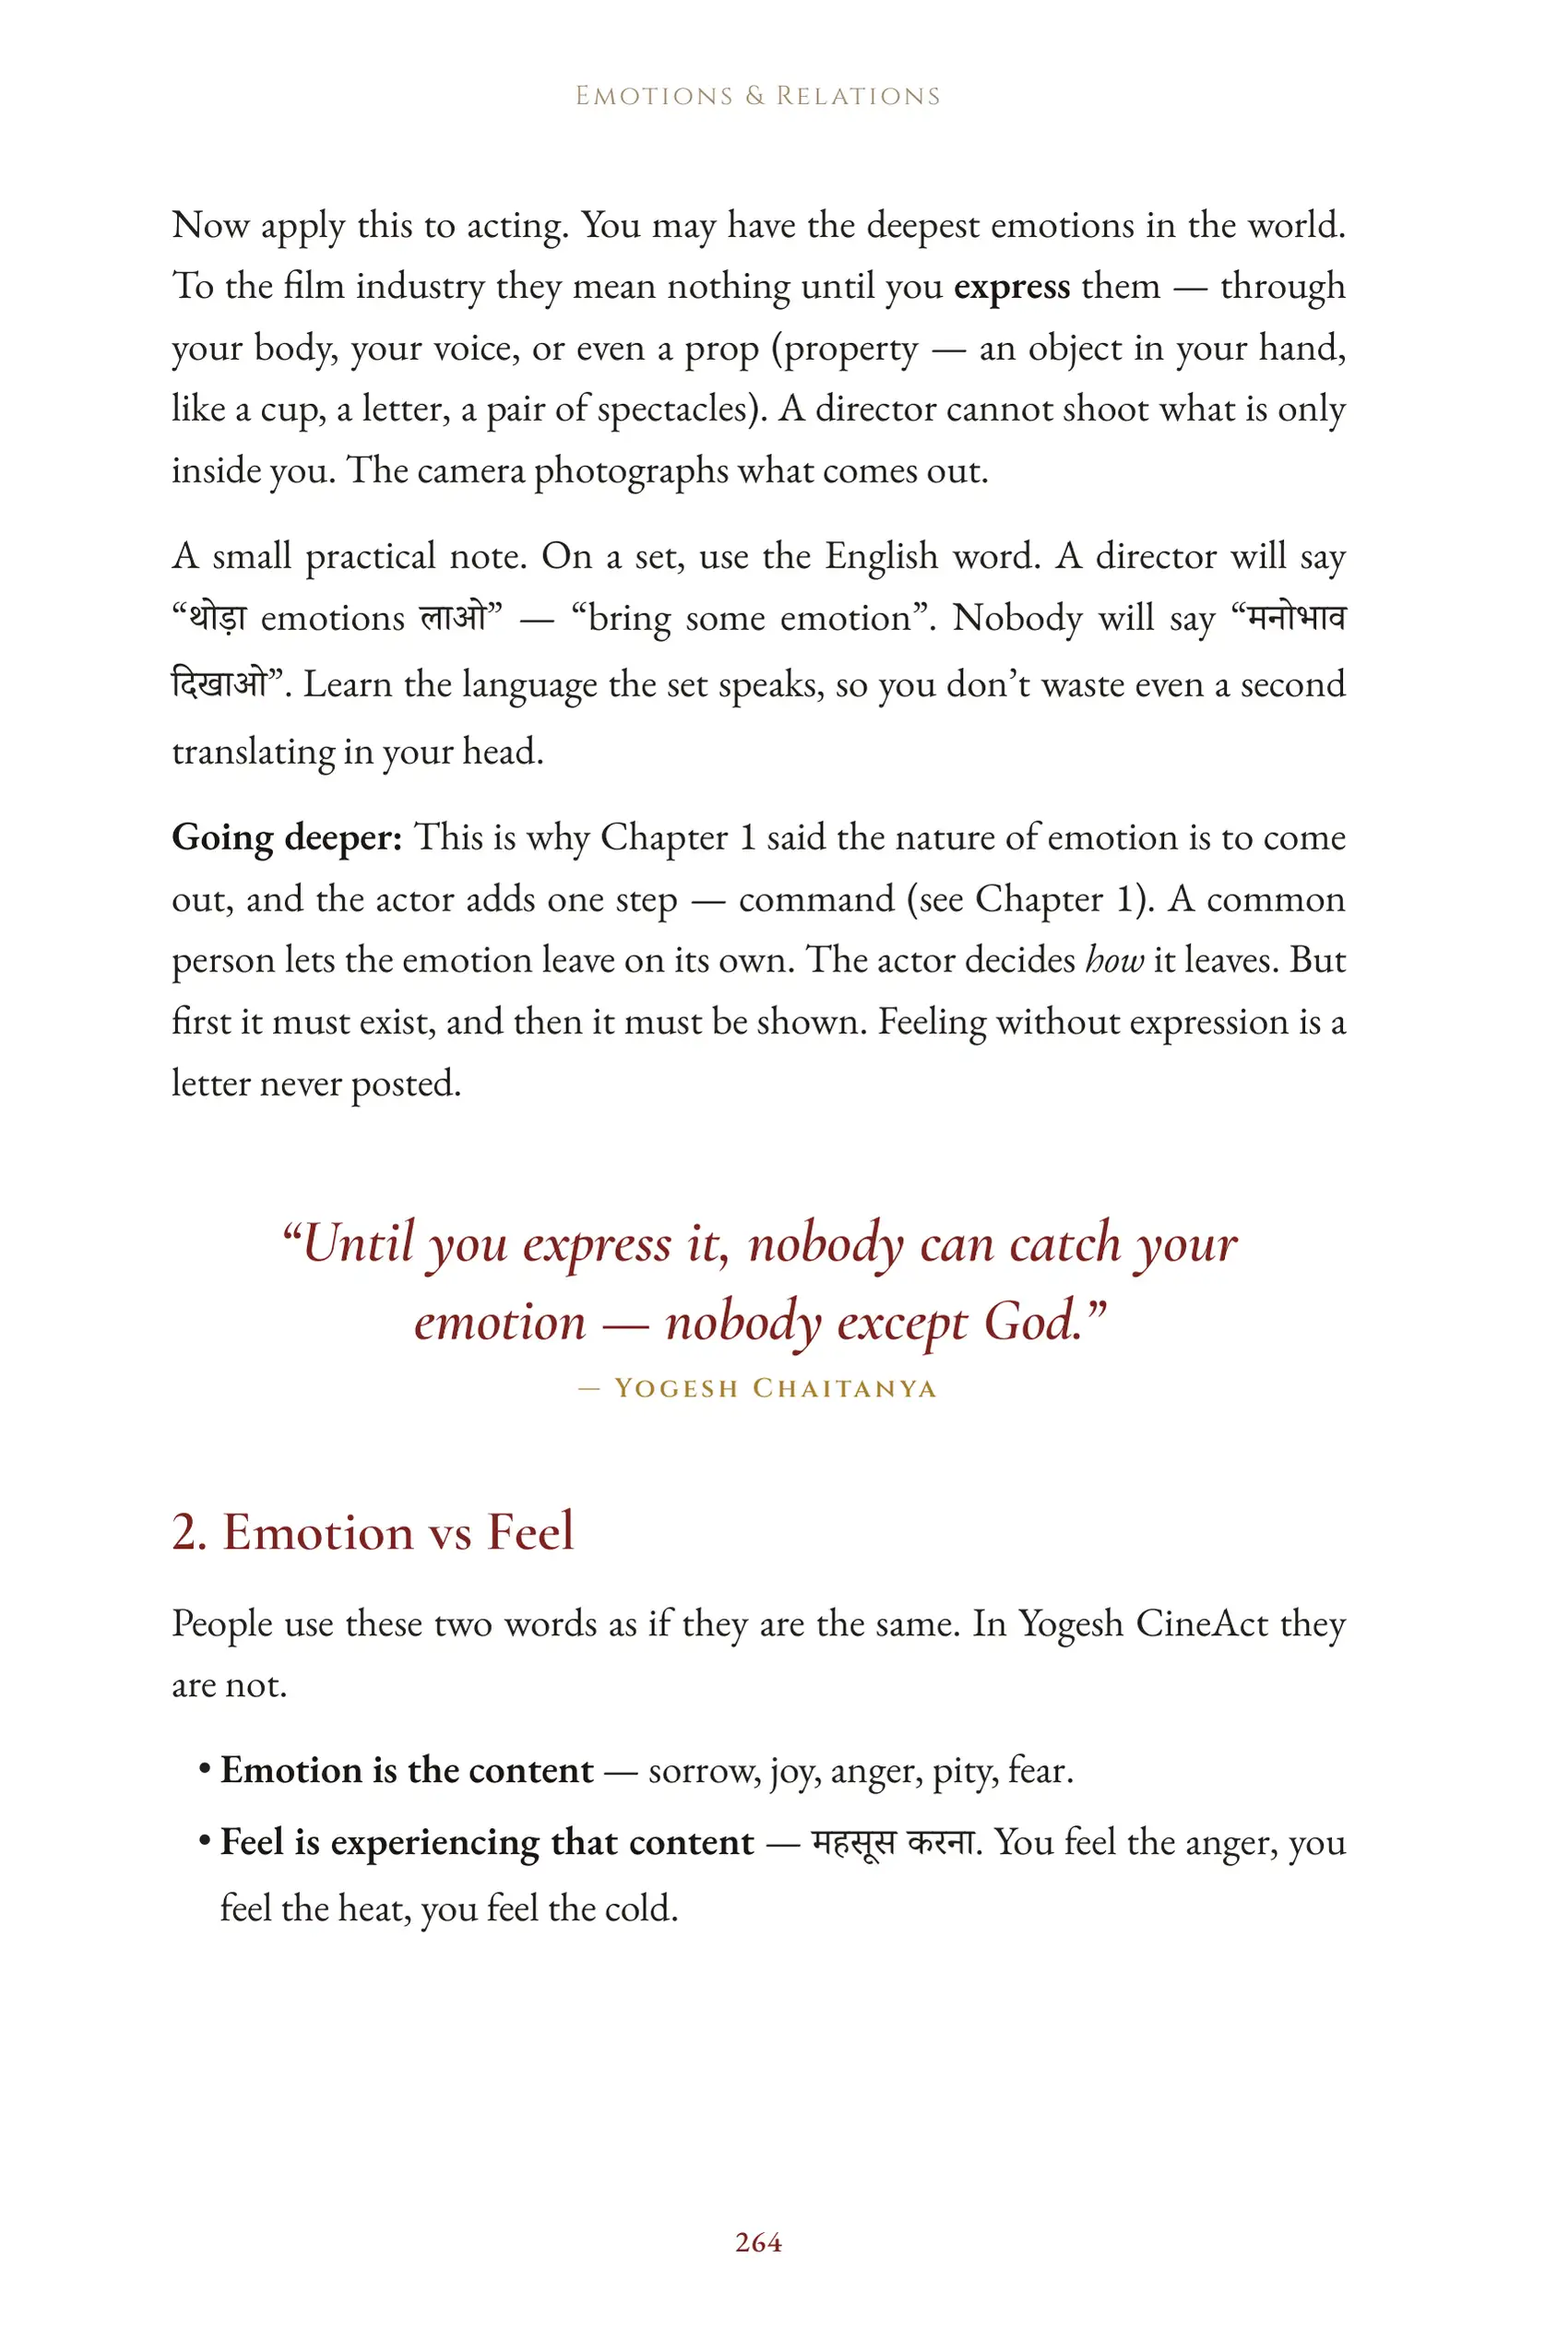 Emotions & Relations
Now apply this to acting. You may have the deepest emotions in the world.
To the film industry they mean nothing until you express them — through
your body, your voice, or even a prop (property — an object in your hand,
like a cup, a letter, a pair of spectacles). A director cannot shoot what is only
inside you. The camera photographs what comes out.
A small practical note. On a set, use the English word. A director will say
“थोड़ा emotions लाओ” — “bring some emotion”. Nobody will say “मनोभाव
दिखाओ”. Learn the language the set speaks, so you don’t waste even a second
translating in your head.
Going deeper: This is why Chapter 1 said the nature of emotion is to come
out, and the actor adds one step — command (see Chapter 1). A common
person lets the emotion leave on its own. The actor decides how it leaves. But
first it must exist, and then it must be shown. Feeling without expression is a
letter never posted.
“Until you express it, nobody can catch your
emotion — nobody except God.”
— Yogesh Chaitanya
2. Emotion vs Feel
People use these two words as if they are the same. In Yogesh CineAct they
are not.
• Emotion is the content — sorrow, joy, anger, pity, fear.
• Feel is experiencing that content — महसूस करना. You feel the anger, you
feel the heat, you feel the cold.
264